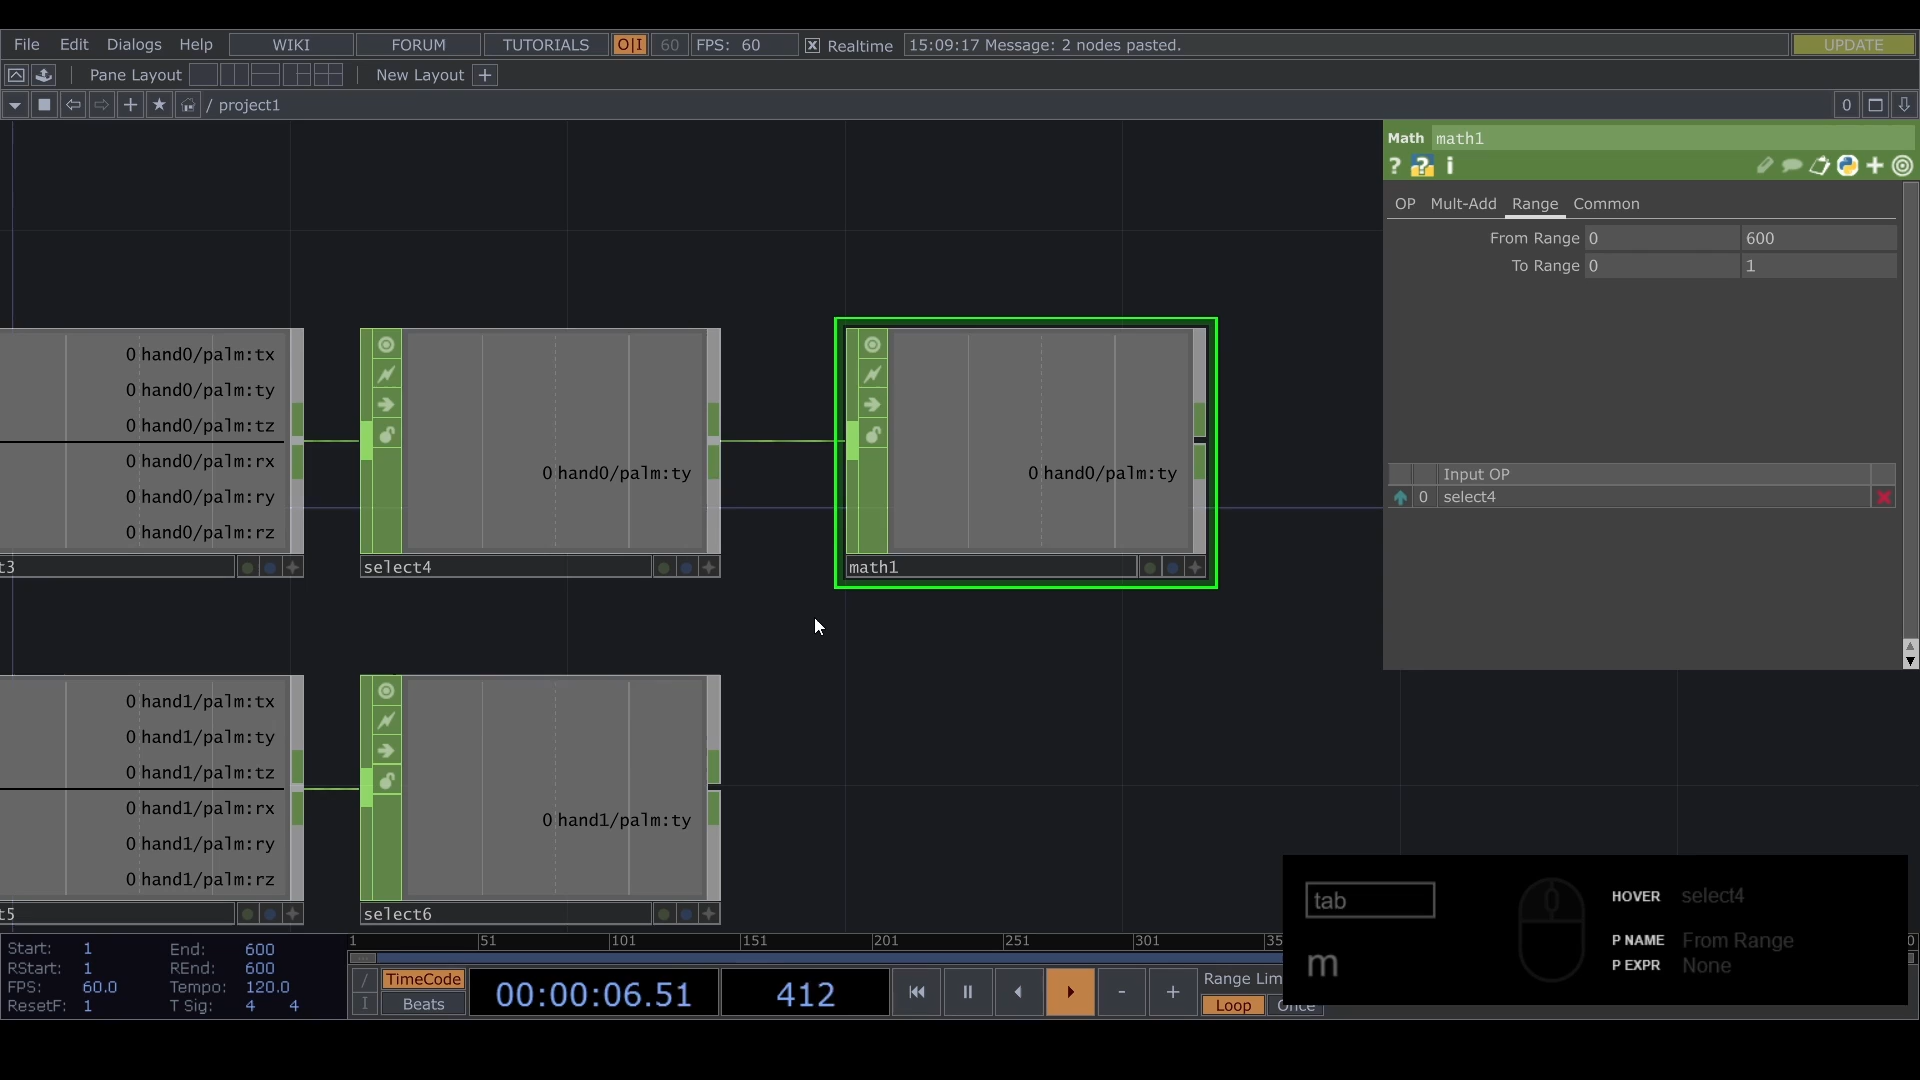 File Edit Dialogs Help WIKI FORUM TUTORIALS O|I 60 FPS: 60 Realtime 15:09:17 Message: 2 nodes pasted. UPDATE
Pane Layout New Layout +
/ project1 0
Math math1
? ? i
OP Mult-Add Range Common
From Range 0 600
To Range 0 1
Input OP
0 select4
0 hand0/palm:tx
0 hand0/palm:ty
0 hand0/palm:tz
0 hand0/palm:rx
0 hand0/palm:ry
0 hand0/palm:rz
t3
0 hand0/palm:ty
select4
0 hand0/palm:ty
math1
0 hand1/palm:tx
0 hand1/palm:ty
0 hand1/palm:tz
0 hand1/palm:rx
0 hand1/palm:ry
0 hand1/palm:rz
t5
0 hand1/palm:ty
select6
tab
m
HOVER select4
P NAME From Range
P EXPR None
1 51 101 151 201 251 301 35
Start: 1 End: 600
RStart: 1 REnd: 600
FPS: 60.0 Tempo: 120.0
ResetF: 1 T Sig: 4 4
/ TimeCode
I Beats
00:00:06.51
412
- +
Range Lim
Loop Once